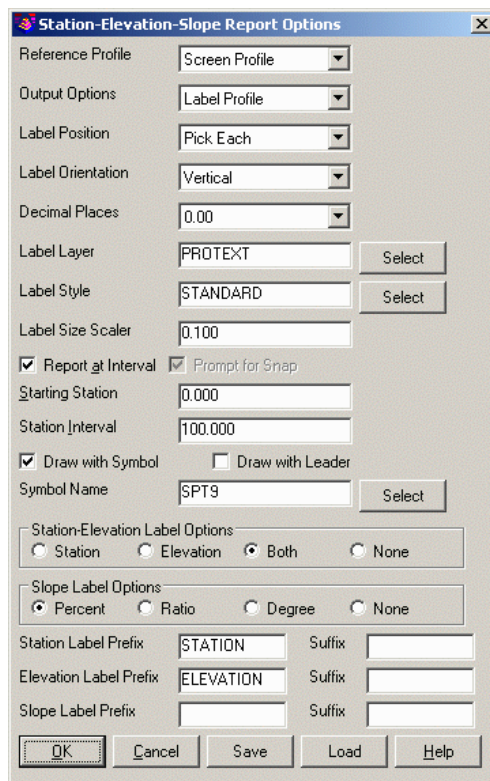 Station-Elevation-Slope Report Options
Reference Profile Screen Profile
Output Options Label Profile
Label Position Pick Each
Label Orientation Vertical
Decimal Places 0.00
Label Layer PROTEXT Select
Label Style STANDARD Select
Label Size Scaler 0.100
Report at Interval Prompt for Snap
Starting Station 0.000
Station Interval 100.000
Draw with Symbol Draw with Leader
Symbol Name SPT9 Select
Station-Elevation Label Options
Station Elevation Both None
Slope Label Options
Percent Ratio Degree None
Station Label Prefix STATION Suffix
Elevation Label Prefix ELEVATION Suffix
Slope Label Prefix Suffix
OK Cancel Save Load Help